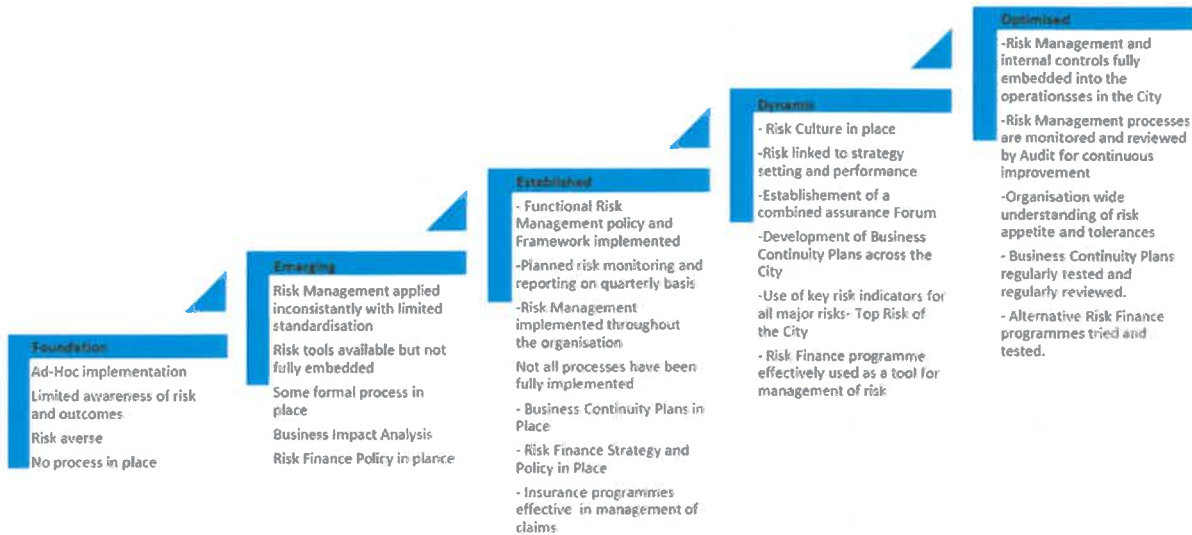 Foundation
Ad-Hoc implementation
Limited awareness of risk
and outcomes
Risk averse
No process in place
Emerging
Risk Management applied
inconsistently with limited
standardisation
Risk tools available but not
fully embedded
Some formal process in
place
Business Impact Analysis
Risk Finance Policy in plance
Established
- Functional Risk
Management policy and
Framework implemented
-Planned risk monitoring and
reporting on quarterly basis
-Risk Management
implemented throughout
the organisation
Not all processes have been
fully implemented
- Business Continuity Plans in
Place
- Risk Finance Strategy and
Policy in Place
- Insurance programmes
effective in management of
claims
Dynamic
- Risk Culture in place
-Risk linked to strategy
setting and performance
-Establishement of a
combined assurance Forum
-Development of Business
Continuity Plans across the
City
-Use of key risk indicators for
all major risks- Top Risk of
the City
- Risk Finance programme
effectively used as a tool for
management of risk
Optimised
-Risk Management and
internal controls fully
embedded into the
operationsses in the City
-Risk Management processes
are monitored and reviewed
by Audit for continuous
improvement
-Organisation wide
understanding of risk
appetite and tolerances
- Business Continuity Plans
regularly tested and
regularly reviewed.
- Alternative Risk Finance
programmes tried and
tested.